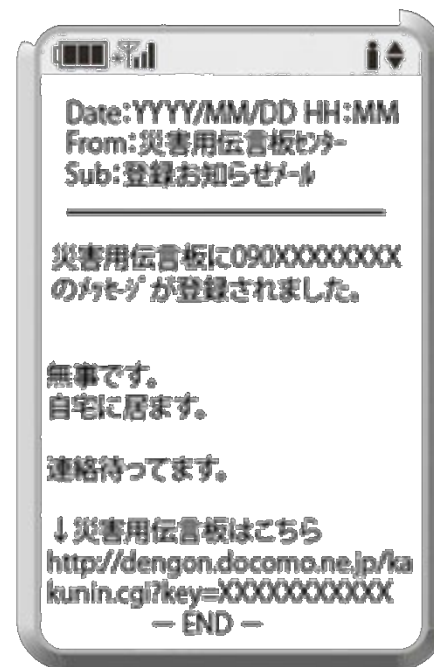 Date:YYYY/MM/DD HH:MM
From:災害用伝言板ｾﾝﾀｰ
Sub:登録お知らせﾒｰﾙ
災害用伝言板に090XXXXXXXX
のﾒｯｾｰｼﾞが登録されました。
無事です。
自宅に居ます。
連絡待ってます。
↓災害用伝言板はこちら
http://dengon.docomo.ne.jp/ka
kunin.cgi?key=XXXXXXXXXXX
― END ―